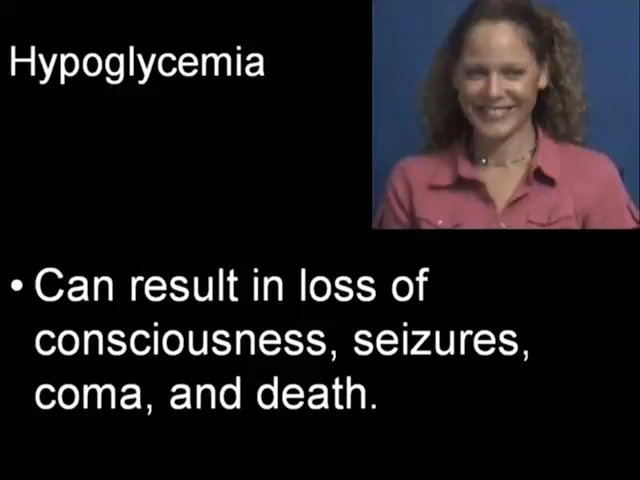 Hypoglycemia
• Can result in loss of
consciousness, seizures,
coma, and death.